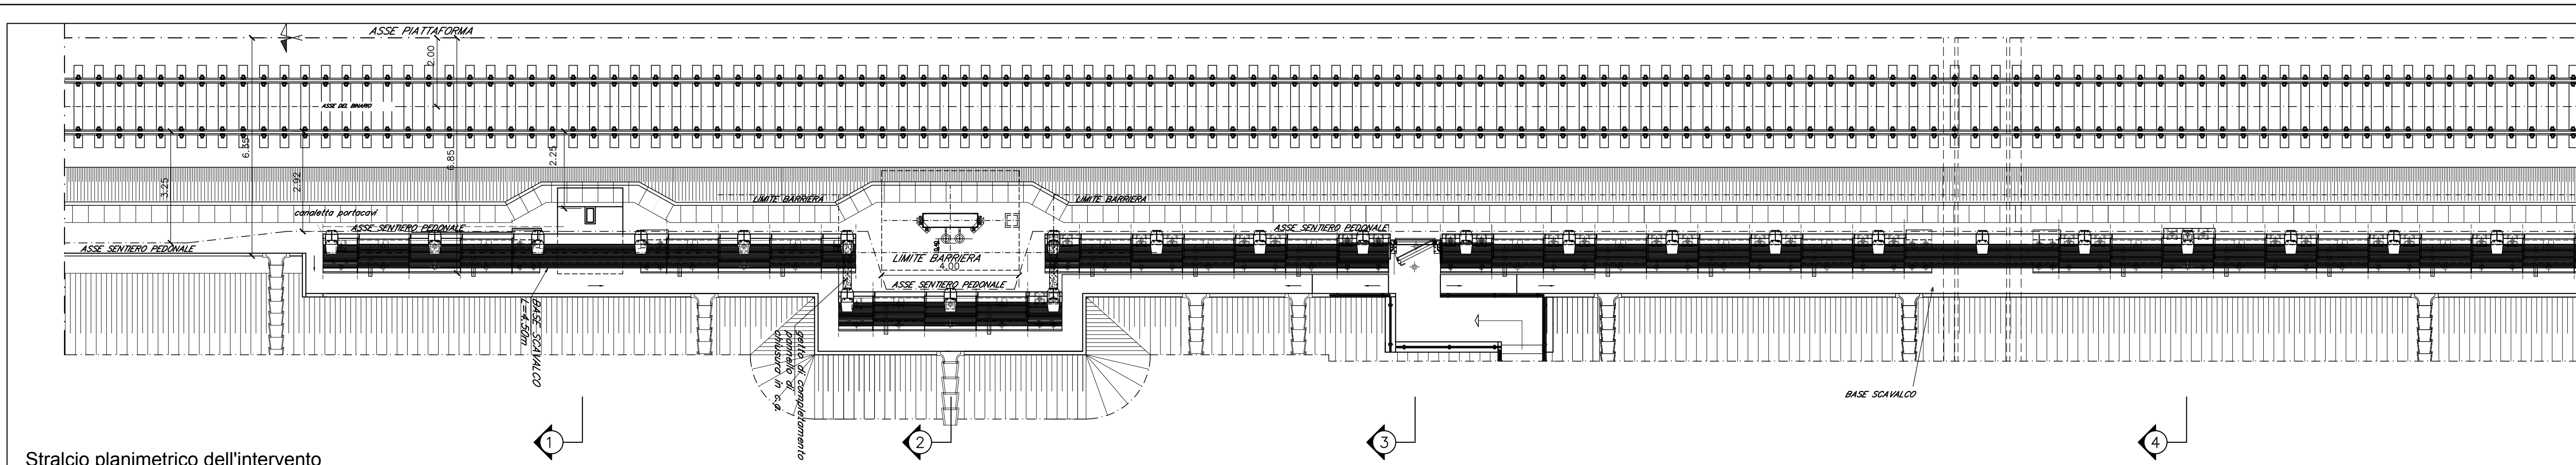 ASSE PIATTAFORMA
2.00
ASSE DEL BINARIO
6.35
2.25
6.85
3.25
2.92
canaletta portacavi
LIMITE BARRIERA
LIMITE BARRIERA
ASSE SENTIERO PEDONALE
ASSE SENTIERO PEDONALE
ASSE SENTIERO PEDONALE
LIMITE BARRIERA
4.00
ASSE SENTIERO PEDONALE
BASE SCAVALCO
L=4.50m
getto di completamento
pannello di
chiusura in c.a.
BASE SCAVALCO
1
2
3
4
Stralcio planimetrico dell'intervento